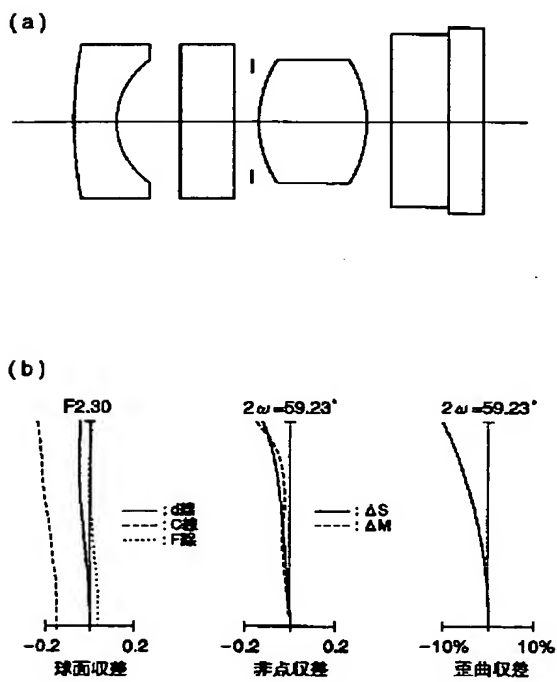 (a)
(b)
F2.30
2ω=59.23°
2ω=59.23°
: d線
: C線
: F線
: ΔS
: ΔM
-0.2 0.2
-0.2 0.2
-10% 10%
球面収差
非点収差
歪曲収差